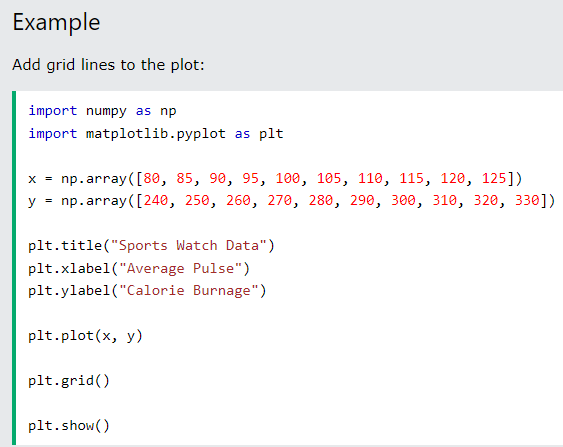 Example
Add grid lines to the plot:
import numpy as np
import matplotlib.pyplot as plt
x = np.array([80, 85, 90, 95, 100, 105, 110, 115, 120, 125])
y = np.array([240, 250, 260, 270, 280, 290, 300, 310, 320, 330])
plt.title("Sports Watch Data")
plt.xlabel("Average Pulse")
plt.ylabel("Calorie Burnage")
plt.plot(x, y)
plt.grid()
plt.show()